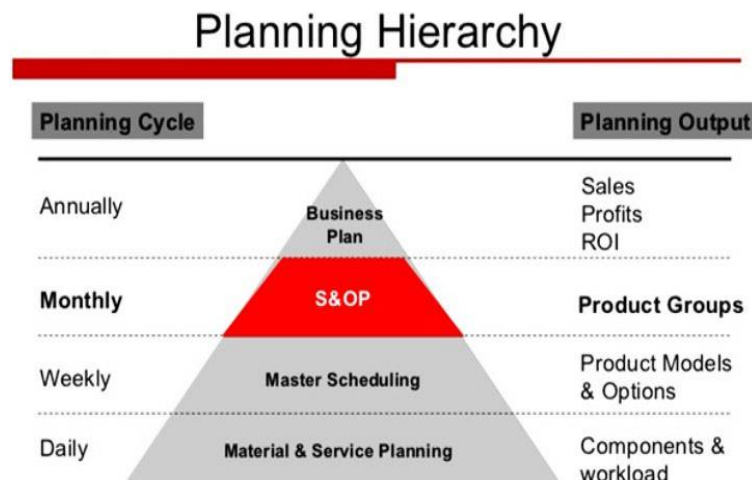 Planning Hierarchy
Planning Cycle
Planning Output
Annually
Business
Plan
Sales
Profits
ROI
Monthly
S&OP
Product Groups
Weekly
Master Scheduling
Product Models
& Options
Daily
Material & Service Planning
Components &
workload